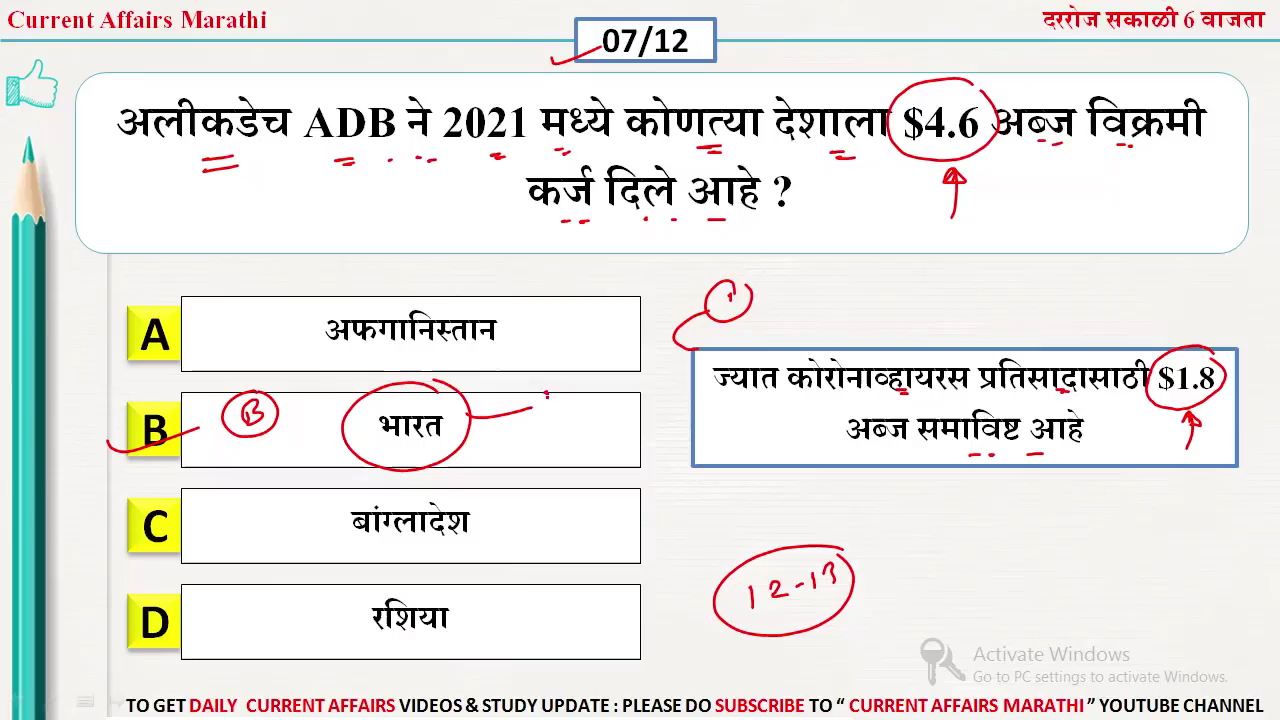 Current Affairs Marathi
दररोज सकाळी 6 वाजता
07/12
अलीकडेच ADB ने 2021 मध्ये कोणत्या देशाला $4.6 अब्ज विक्रमी
कर्ज दिले आहे ?
A अफगानिस्तान
B B भारत
C बांग्लादेश
D रशिया
1
ज्यात कोरोनाव्हायरस प्रतिसादासाठी $1.8
अब्ज समाविष्ट आहे
12-13
Activate Windows
Go to PC settings to activate Windows.
TO GET DAILY CURRENT AFFAIRS VIDEOS & STUDY UPDATE : PLEASE DO SUBSCRIBE TO “ CURRENT AFFAIRS MARATHI ” YOUTUBE CHANNEL